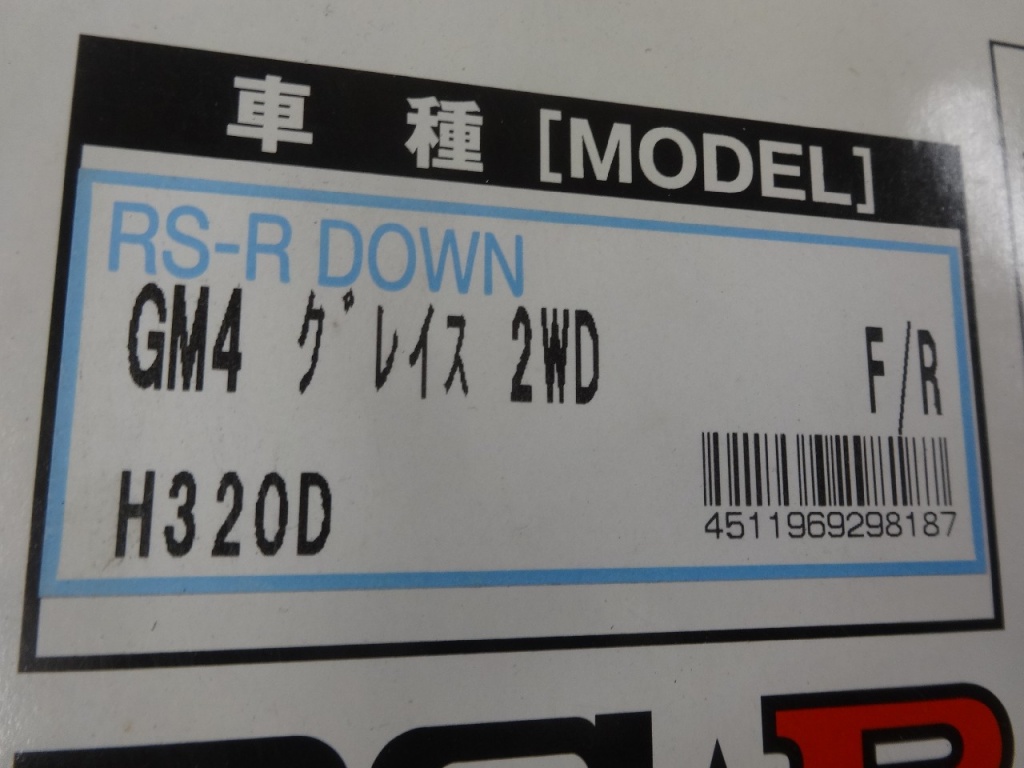 車 種 [MODEL]
RS-R DOWN
GM4 グレイス 2WD F/R
H320D
4511969298187